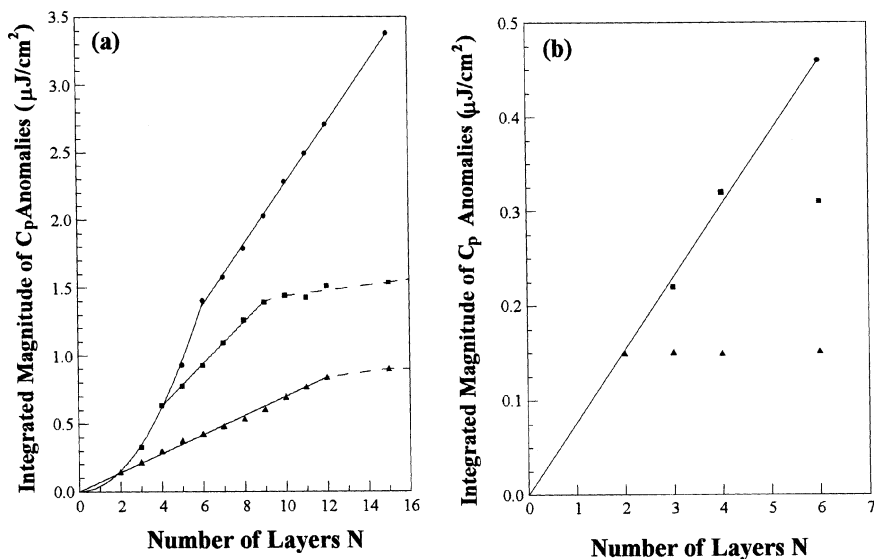 (a)
Integrated Magnitude of CpAnomalies (μJ/cm²)
3.5
3.0
2.5
2.0
1.5
1.0
0.5
0.0
0 2 4 6 8 10 12 14 16
Number of Layers N
(b)
Integrated Magnitude of Cp Anomalies (μJ/cm²)
0.5
0.4
0.3
0.2
0.1
0.0
0 1 2 3 4 5 6 7
Number of Layers N